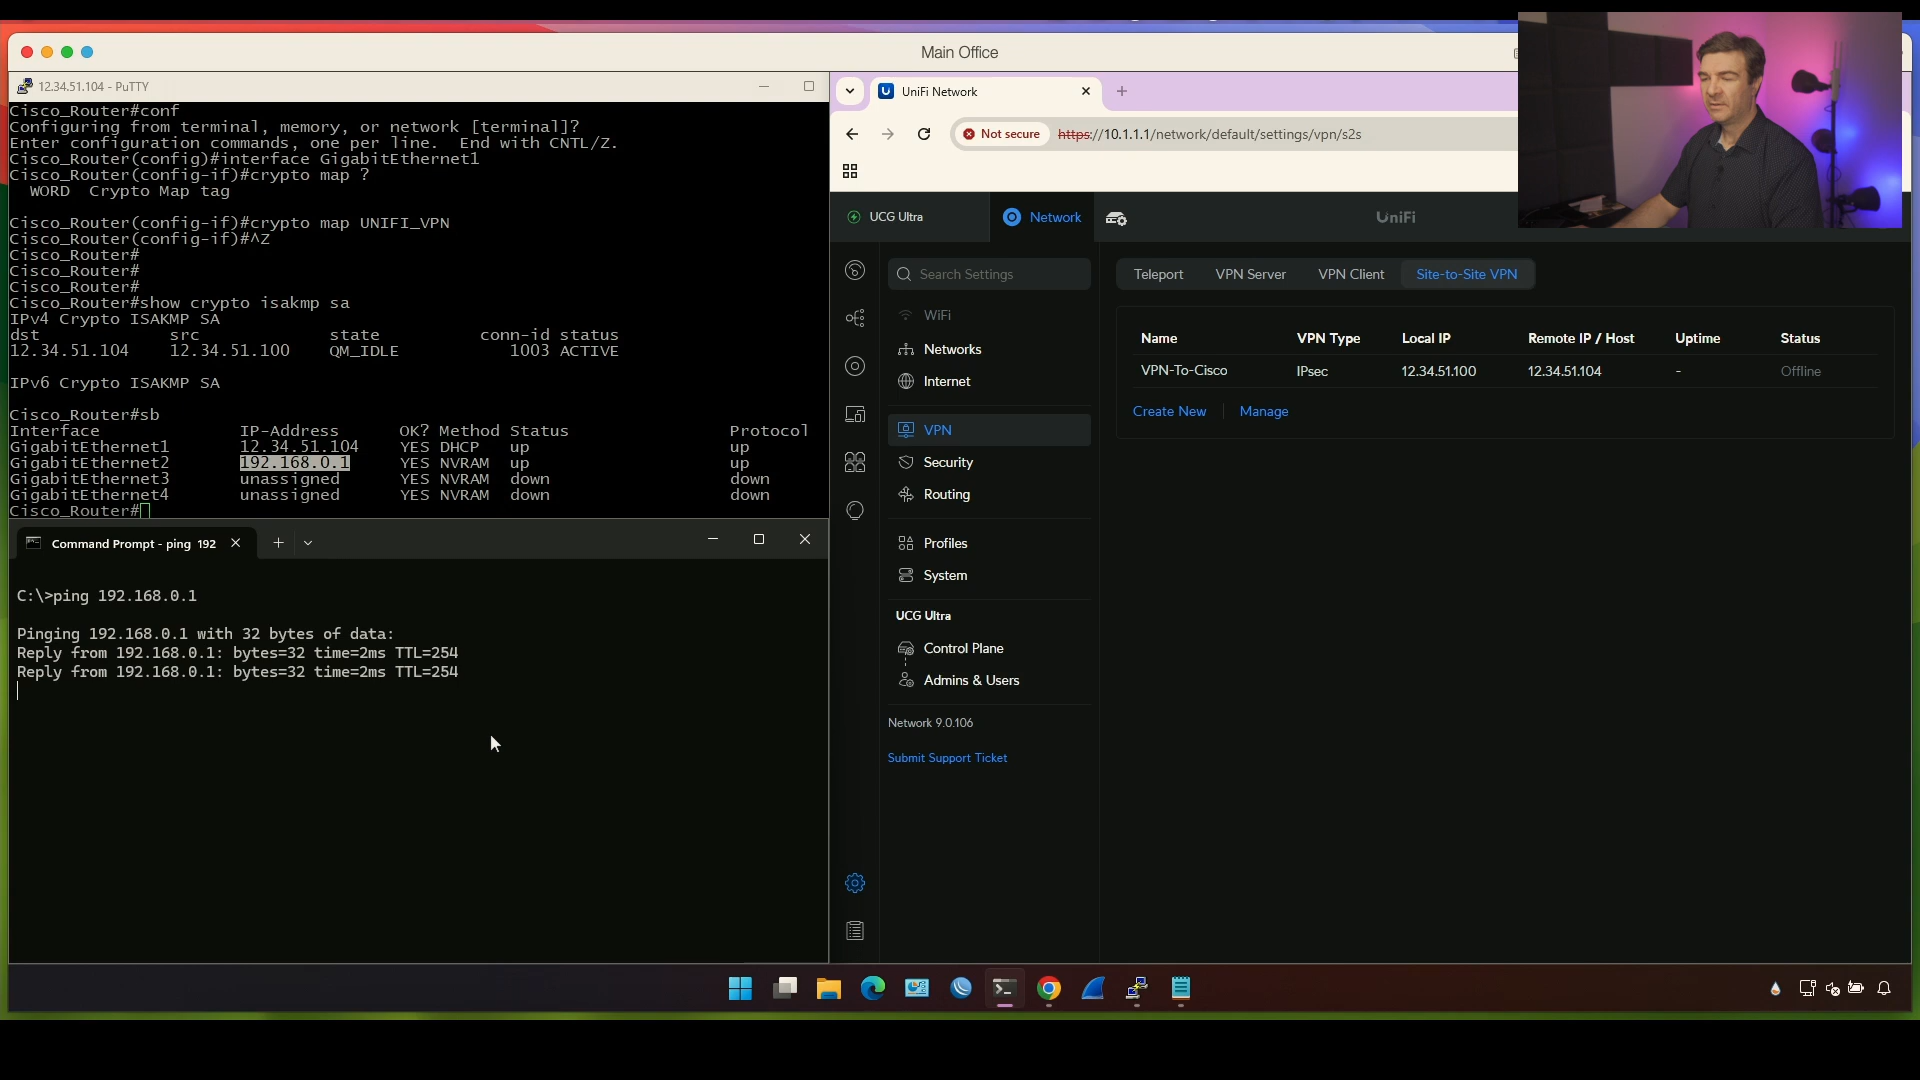 Main Office
12.34.51.104 - PuTTY
Cisco_Router#conf
Configuring from terminal, memory, or network [terminal]?
Enter configuration commands, one per line.  End with CNTL/Z.
Cisco_Router(config)#interface GigabitEthernet1
Cisco_Router(config-if)#crypto map ?
  WORD  Crypto Map tag
Cisco_Router(config-if)#crypto map UNIFI_VPN
Cisco_Router(config-if)#^Z
Cisco_Router#
Cisco_Router#
Cisco_Router#
Cisco_Router#show crypto isakmp sa
IPv4 Crypto ISAKMP SA
dst             src             state          conn-id status
12.34.51.104    12.34.51.100    QM_IDLE           1003 ACTIVE
IPv6 Crypto ISAKMP SA
Cisco_Router#sb
Interface              IP-Address      OK? Method Status                Protocol
GigabitEthernet1       12.34.51.104    YES DHCP   up                    up
GigabitEthernet2       192.168.0.1     YES NVRAM  up                    up
GigabitEthernet3       unassigned      YES NVRAM  down                  down
GigabitEthernet4       unassigned      YES NVRAM  down                  down
Cisco_Router#
Command Prompt - ping 192
C:\>ping 192.168.0.1
Pinging 192.168.0.1 with 32 bytes of data:
Reply from 192.168.0.1: bytes=32 time=2ms TTL=254
Reply from 192.168.0.1: bytes=32 time=2ms TTL=254
UniFi Network
Not secure https://10.1.1.1/network/default/settings/vpn/s2s
UCG Ultra
Network
UniFi
Search Settings
WiFi
Networks
Internet
VPN
Security
Routing
Profiles
System
UCG Ultra
Control Plane
Admins & Users
Network 9.0.106
Submit Support Ticket
Teleport VPN Server VPN Client Site-to-Site VPN
Name VPN Type Local IP Remote IP / Host Uptime Status
VPN-To-Cisco IPsec 12.34.51.100 12.34.51.104 - Offline
Create New Manage